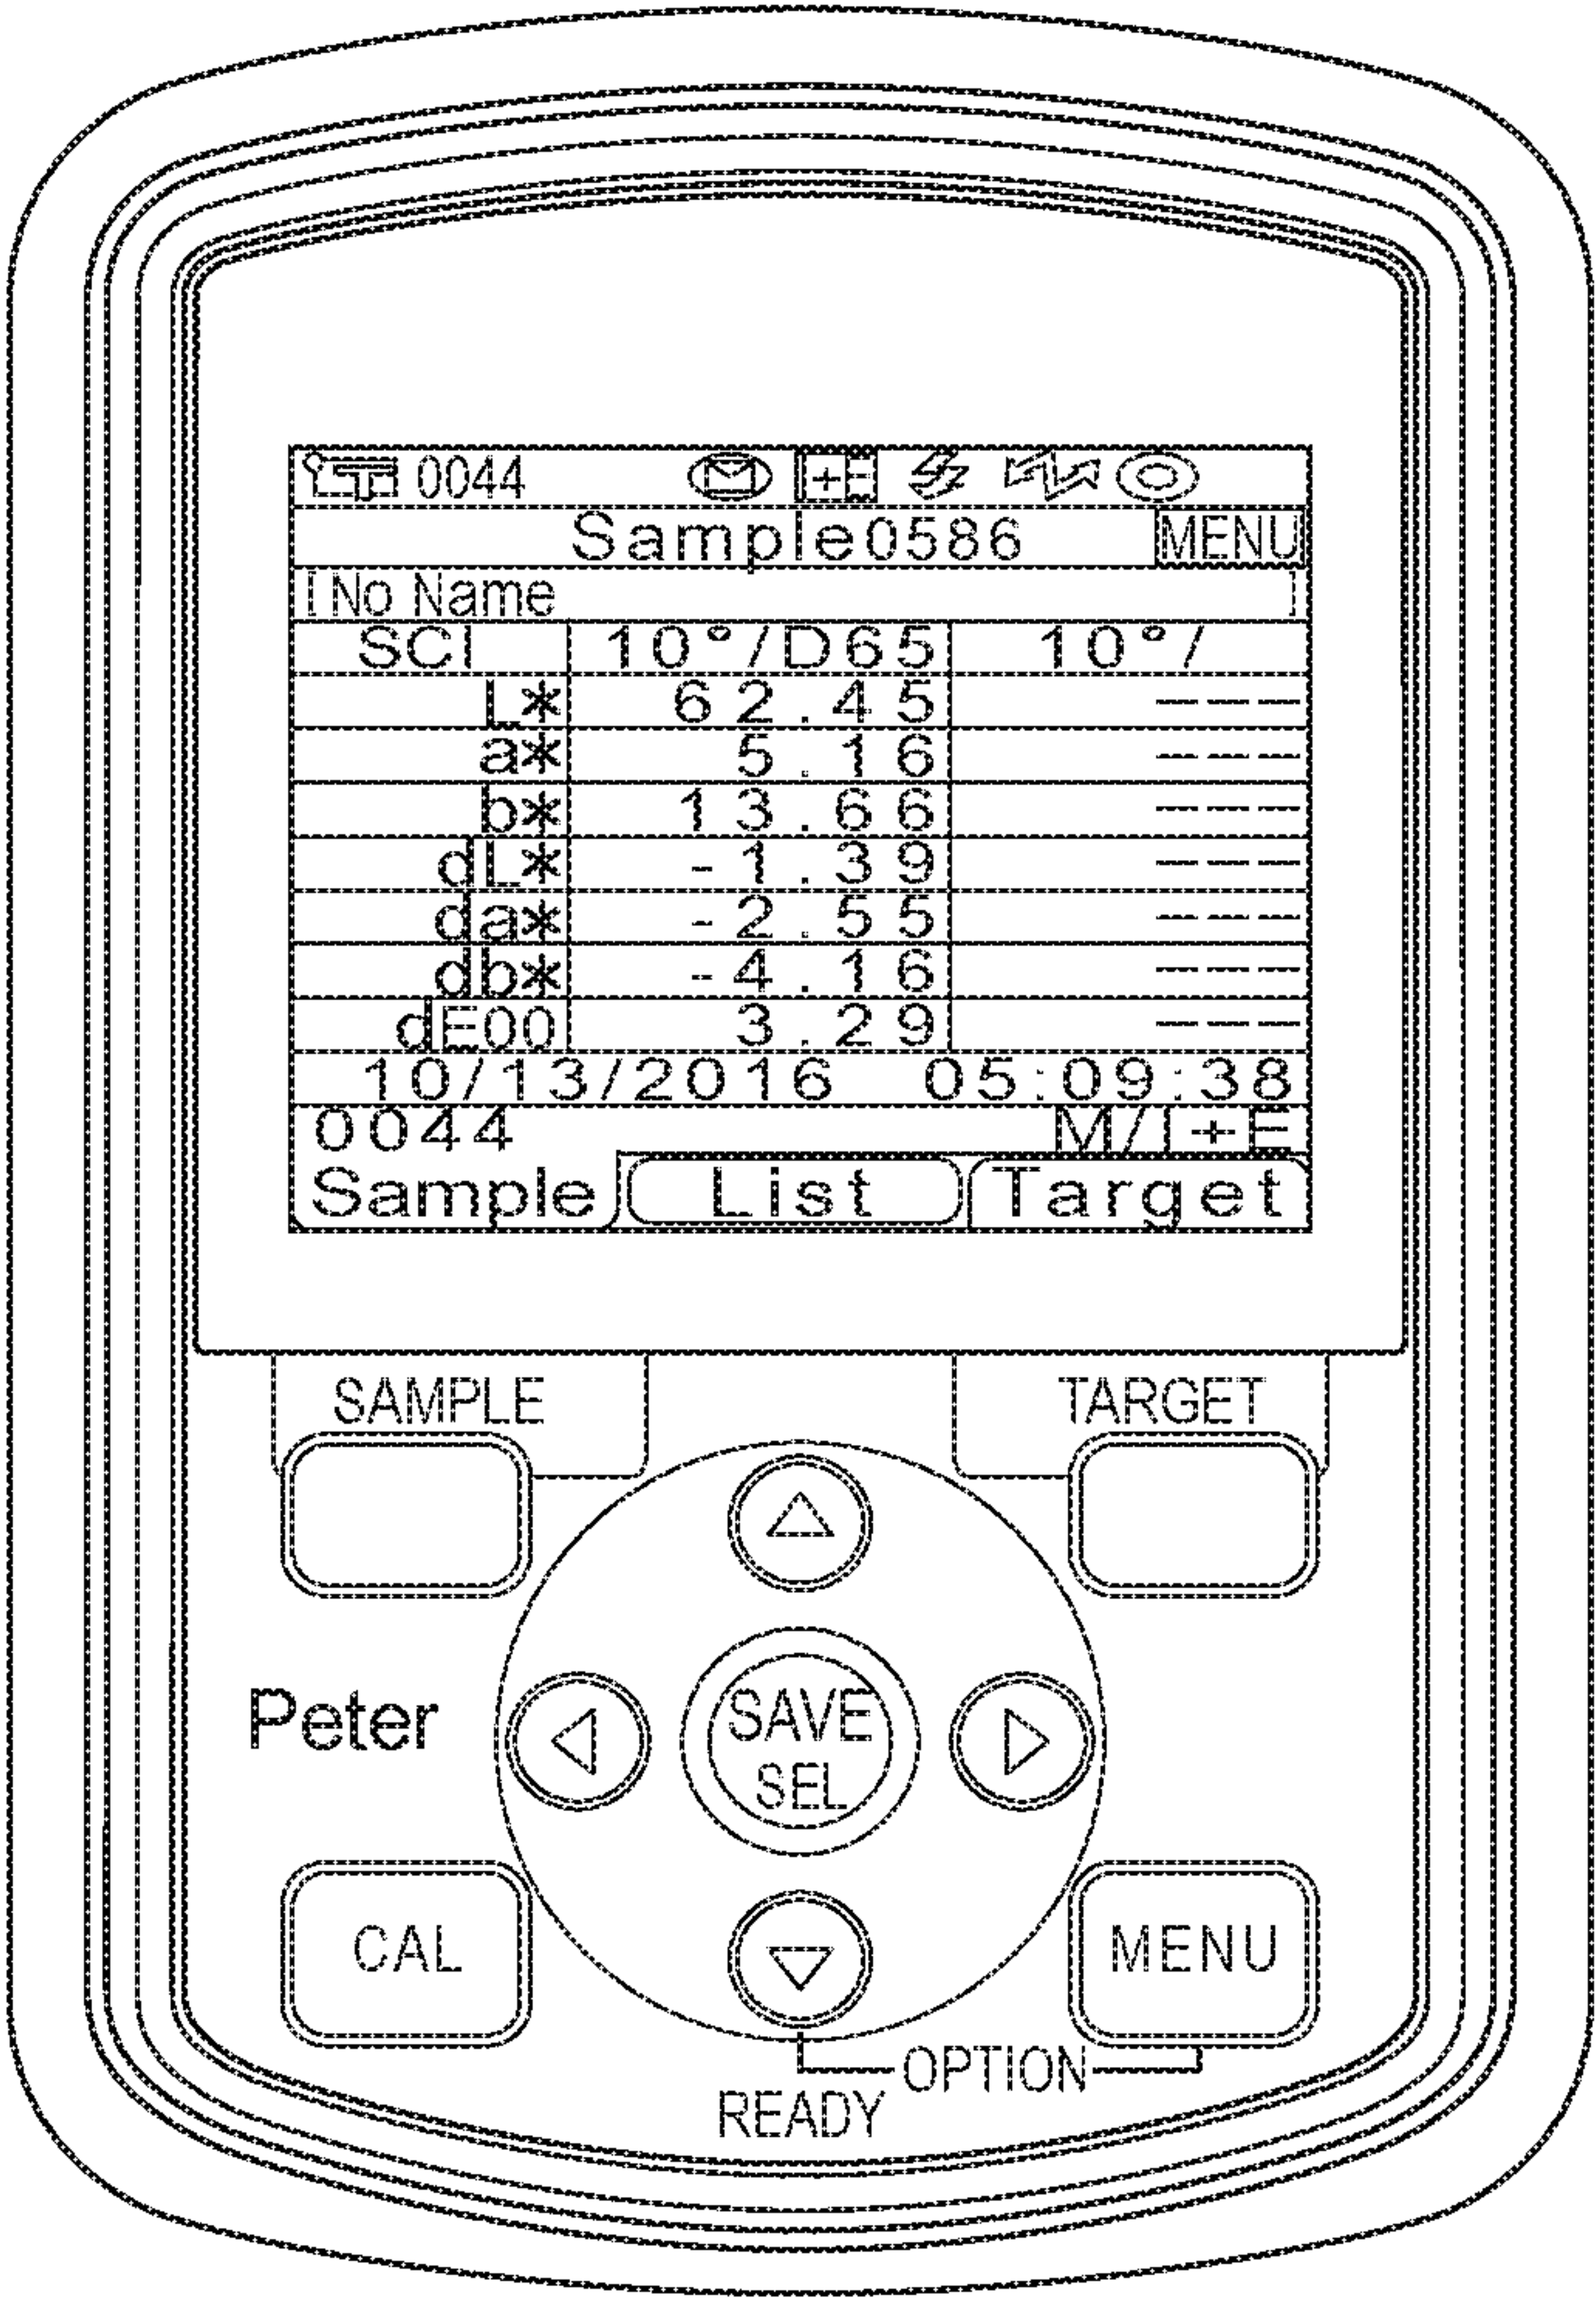 0044
Sample0586 MENU
[No Name ]
SCI 10°/D65 10°/
L* 62.45 ---
a* 5.16 ---
b* 13.66 ---
dL* -1.39 ---
da* -2.55 ---
db* -4.16 ---
dE00 3.29 ---
10/13/2016 05:09:38
0044 M/I+E
Sample List Target
SAMPLE TARGET
Peter
SAVE
SEL
CAL MENU
OPTION
READY